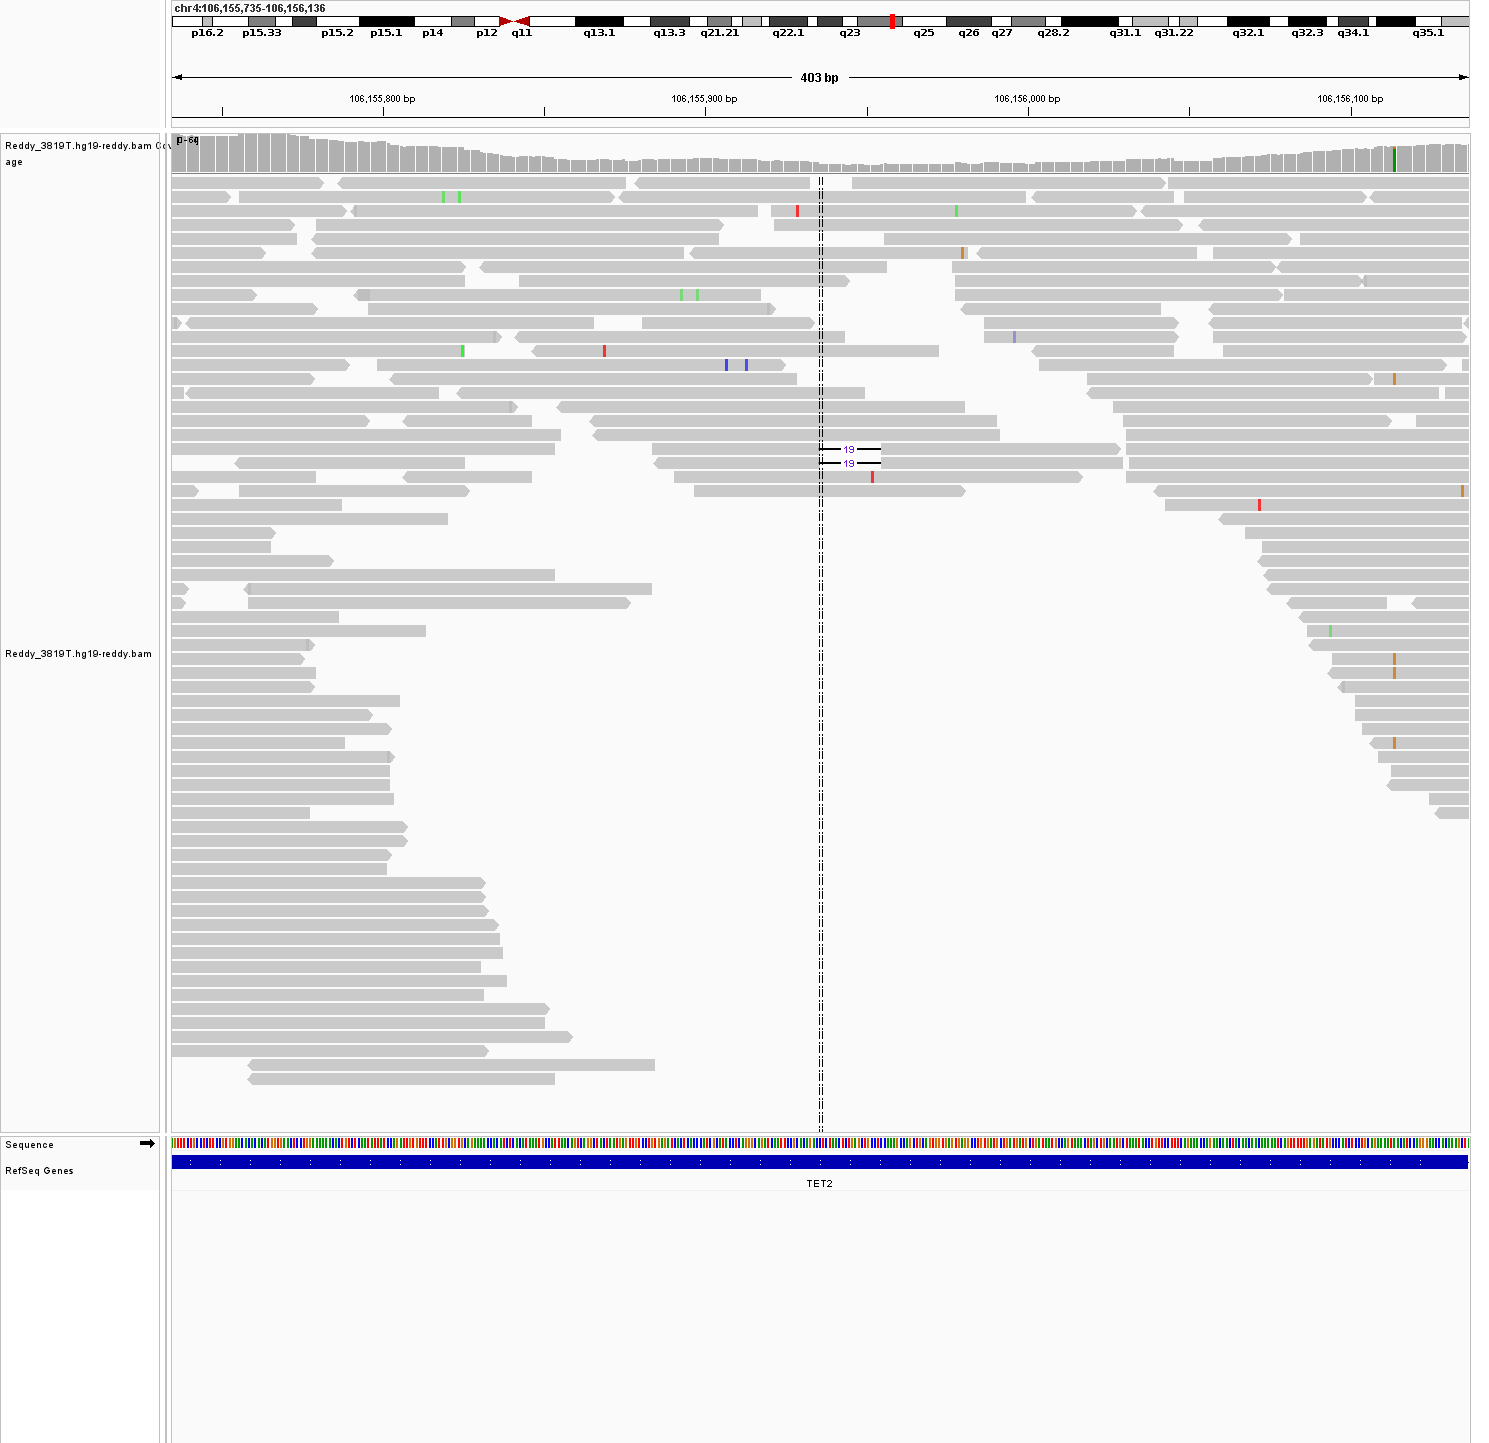 chr4:106,155,735-106,156,136
p16.2 p15.33 p15.2 p15.1 p14 p12 q11 q13.1 q13.3 q21.21 q22.1 q23 q25 q26 q27 q28.2 q31.1 q31.22 q32.1 q32.3 q34.1 q35.1
403 bp
106,155,800 bp 106,155,900 bp 106,156,000 bp 106,156,100 bp
Reddy_3819T.hg19-reddy.bam Cov
age
19
19
Reddy_3819T.hg19-reddy.bam
Sequence
RefSeq Genes
TET2